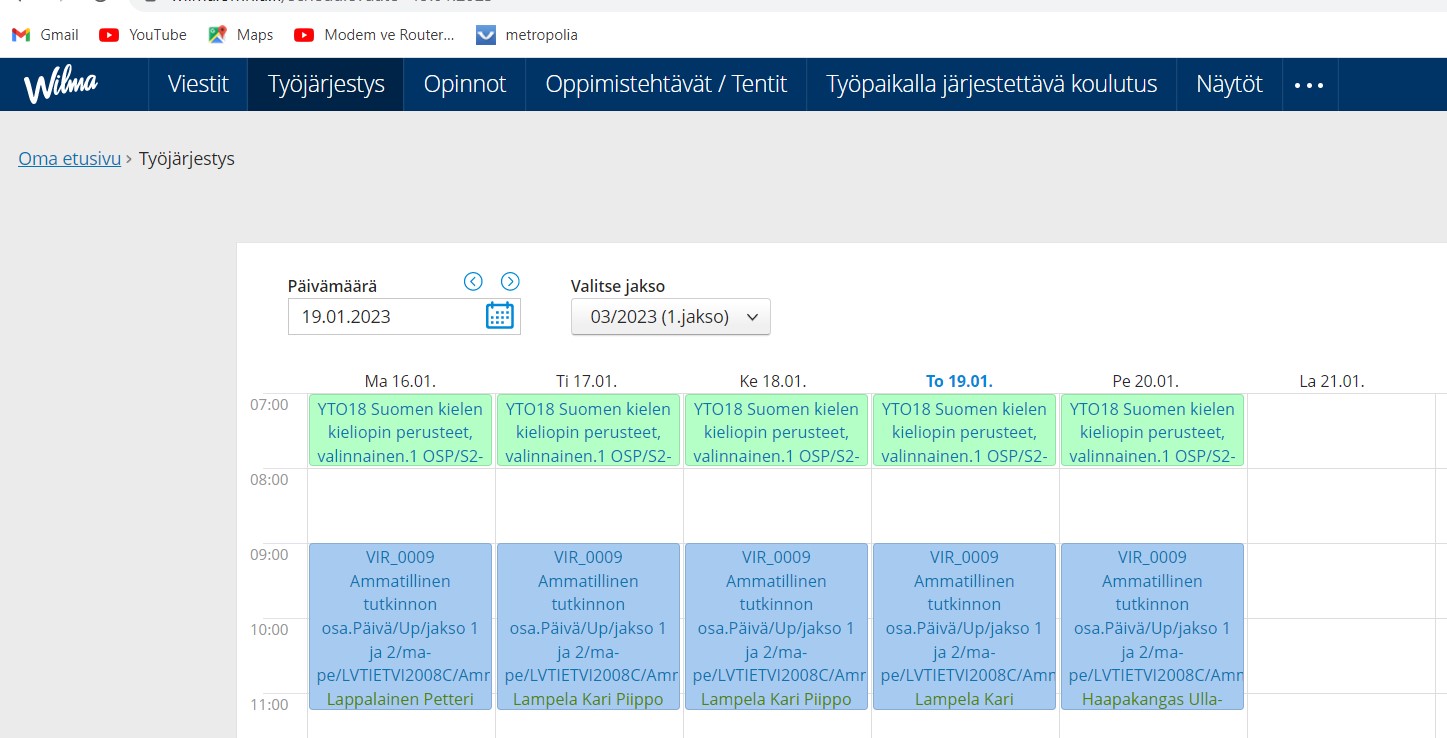 Gmail YouTube Maps Modem ve Router... metropolia
Wilma Viestit Työjärjestys Opinnot Oppimistehtävät / Tentit Työpaikalla järjestettävä koulutus Näytöt
Oma etusivu › Työjärjestys
Päivämäärä Valitse jakso
19.01.2023 03/2023 (1.jakso)
Ma 16.01. Ti 17.01. Ke 18.01. To 19.01. Pe 20.01. La 21.01.
07:00
YTO18 Suomen kielen
kieliopin perusteet,
valinnainen.1 OSP/S2-
YTO18 Suomen kielen
kieliopin perusteet,
valinnainen.1 OSP/S2-
YTO18 Suomen kielen
kieliopin perusteet,
valinnainen.1 OSP/S2-
YTO18 Suomen kielen
kieliopin perusteet,
valinnainen.1 OSP/S2-
YTO18 Suomen kielen
kieliopin perusteet,
valinnainen.1 OSP/S2-
08:00
09:00
10:00
11:00
VIR_0009
Ammatillinen
tutkinnon
osa.Päivä/Up/jakso 1
ja 2/ma-
pe/LVTIETVI2008C/Amr
Lappalainen Petteri
VIR_0009
Ammatillinen
tutkinnon
osa.Päivä/Up/jakso 1
ja 2/ma-
pe/LVTIETVI2008C/Amr
Lampela Kari Piippo
VIR_0009
Ammatillinen
tutkinnon
osa.Päivä/Up/jakso 1
ja 2/ma-
pe/LVTIETVI2008C/Amr
Lampela Kari Piippo
VIR_0009
Ammatillinen
tutkinnon
osa.Päivä/Up/jakso 1
ja 2/ma-
pe/LVTIETVI2008C/Amr
Lampela Kari
VIR_0009
Ammatillinen
tutkinnon
osa.Päivä/Up/jakso 1
ja 2/ma-
pe/LVTIETVI2008C/Amr
Haapakangas Ulla-